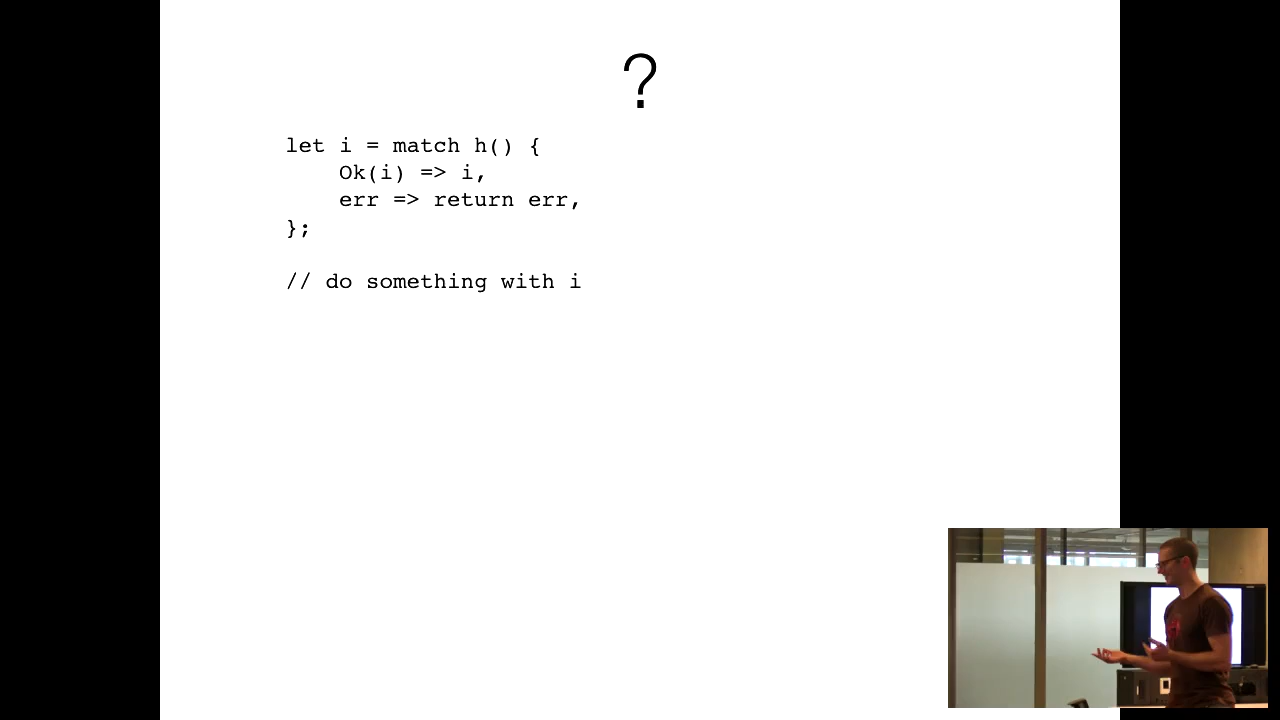 ?
let i = match h() {
    Ok(i) => i,
    err => return err,
};
// do something with i